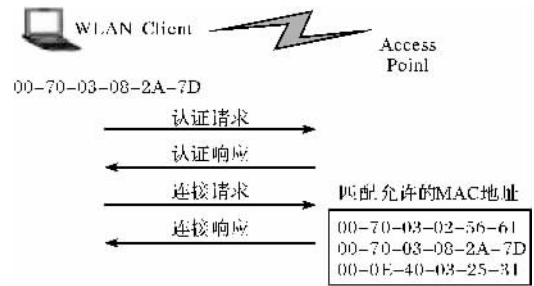 WLAN Client
Access
Point
00-70-03-08-2A-7D
认证请求
认证响应
连接请求
连接响应
匹配允许的MAC地址
00-70-03-02-56-61
00-70-03-08-2A-7D
00-0E-40-03-25-31